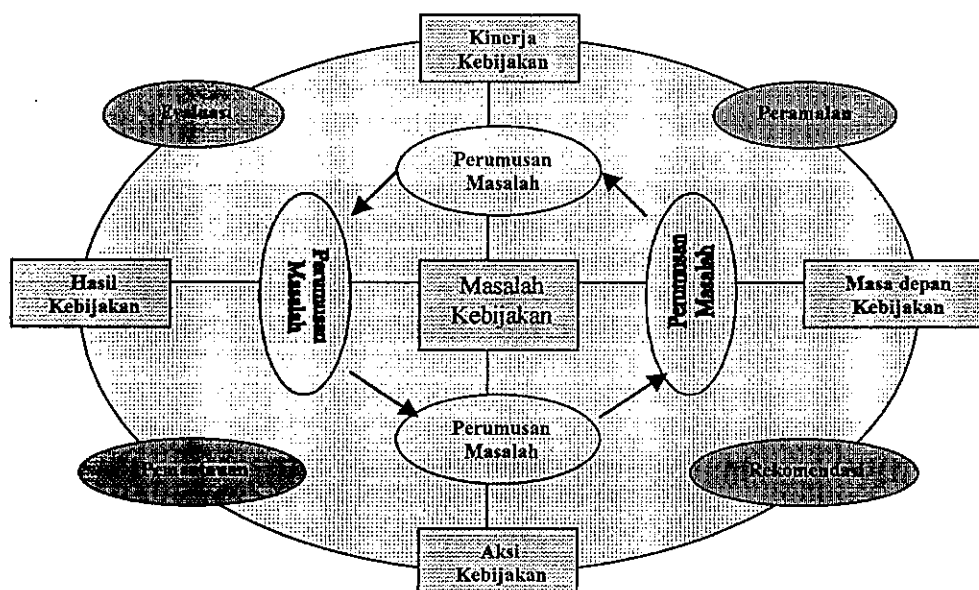 Kinerja
Kebijakan
Evaluasi
Peramalan
Perumusan
Masalah
Perumusan
Masalah
Perumusan
Masalah
Hasil
Kebijakan
Masalah
Kebijakan
Masa depan
Kebijakan
Perumusan
Masalah
Rekomendasi
Aksi
Kebijakan